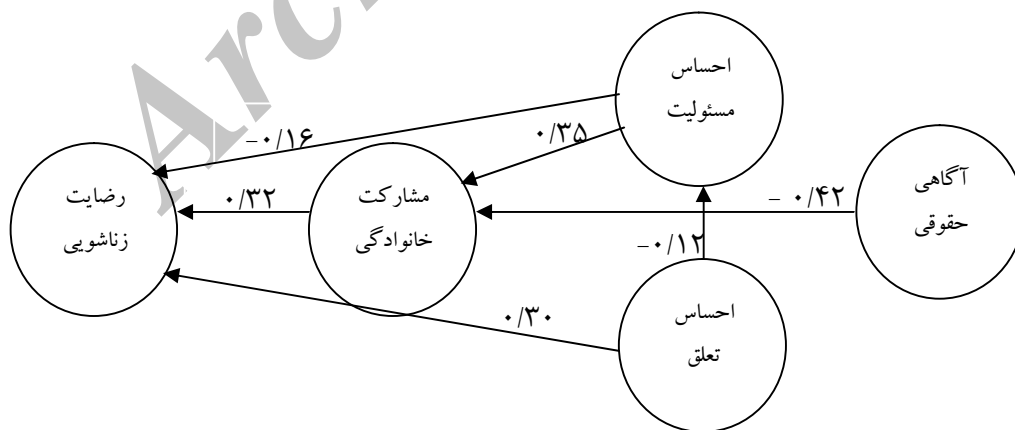 احساس
مسئولیت
آگاهی
حقوقی
مشارکت
خانوادگی
رضایت
زناشویی
احساس
تعلق
-۰/۱۶
۰/۳۵
۰/۳۲
- ۰/۴۲
-۰/۱۲
۰/۳۰
Arc